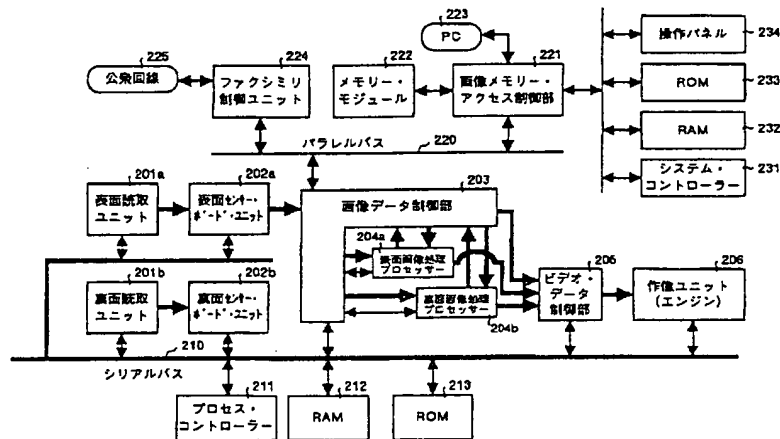 223
PC
225
公衆回線
224
ファクシミリ
制御ユニット
222
メモリー・
モジュール
221
画像メモリー・
アクセス制御部
操作パネル
234
ROM
233
RAM
232
システム・
コントローラー
231
パラレルバス
220
201a
表面読取
ユニット
202a
表面センサー・
ボード・ユニット
203
画像データ制御部
204a
表面画像処理
プロセッサー
201b
裏面読取
ユニット
202b
裏面センサー・
ボード・ユニット
裏面画像処理
プロセッサー
204b
205
ビデオ・
データ
制御部
206
作像ユニット
(エンジン)
210
シリアルバス
211
プロセス・
コントローラー
212
RAM
213
ROM